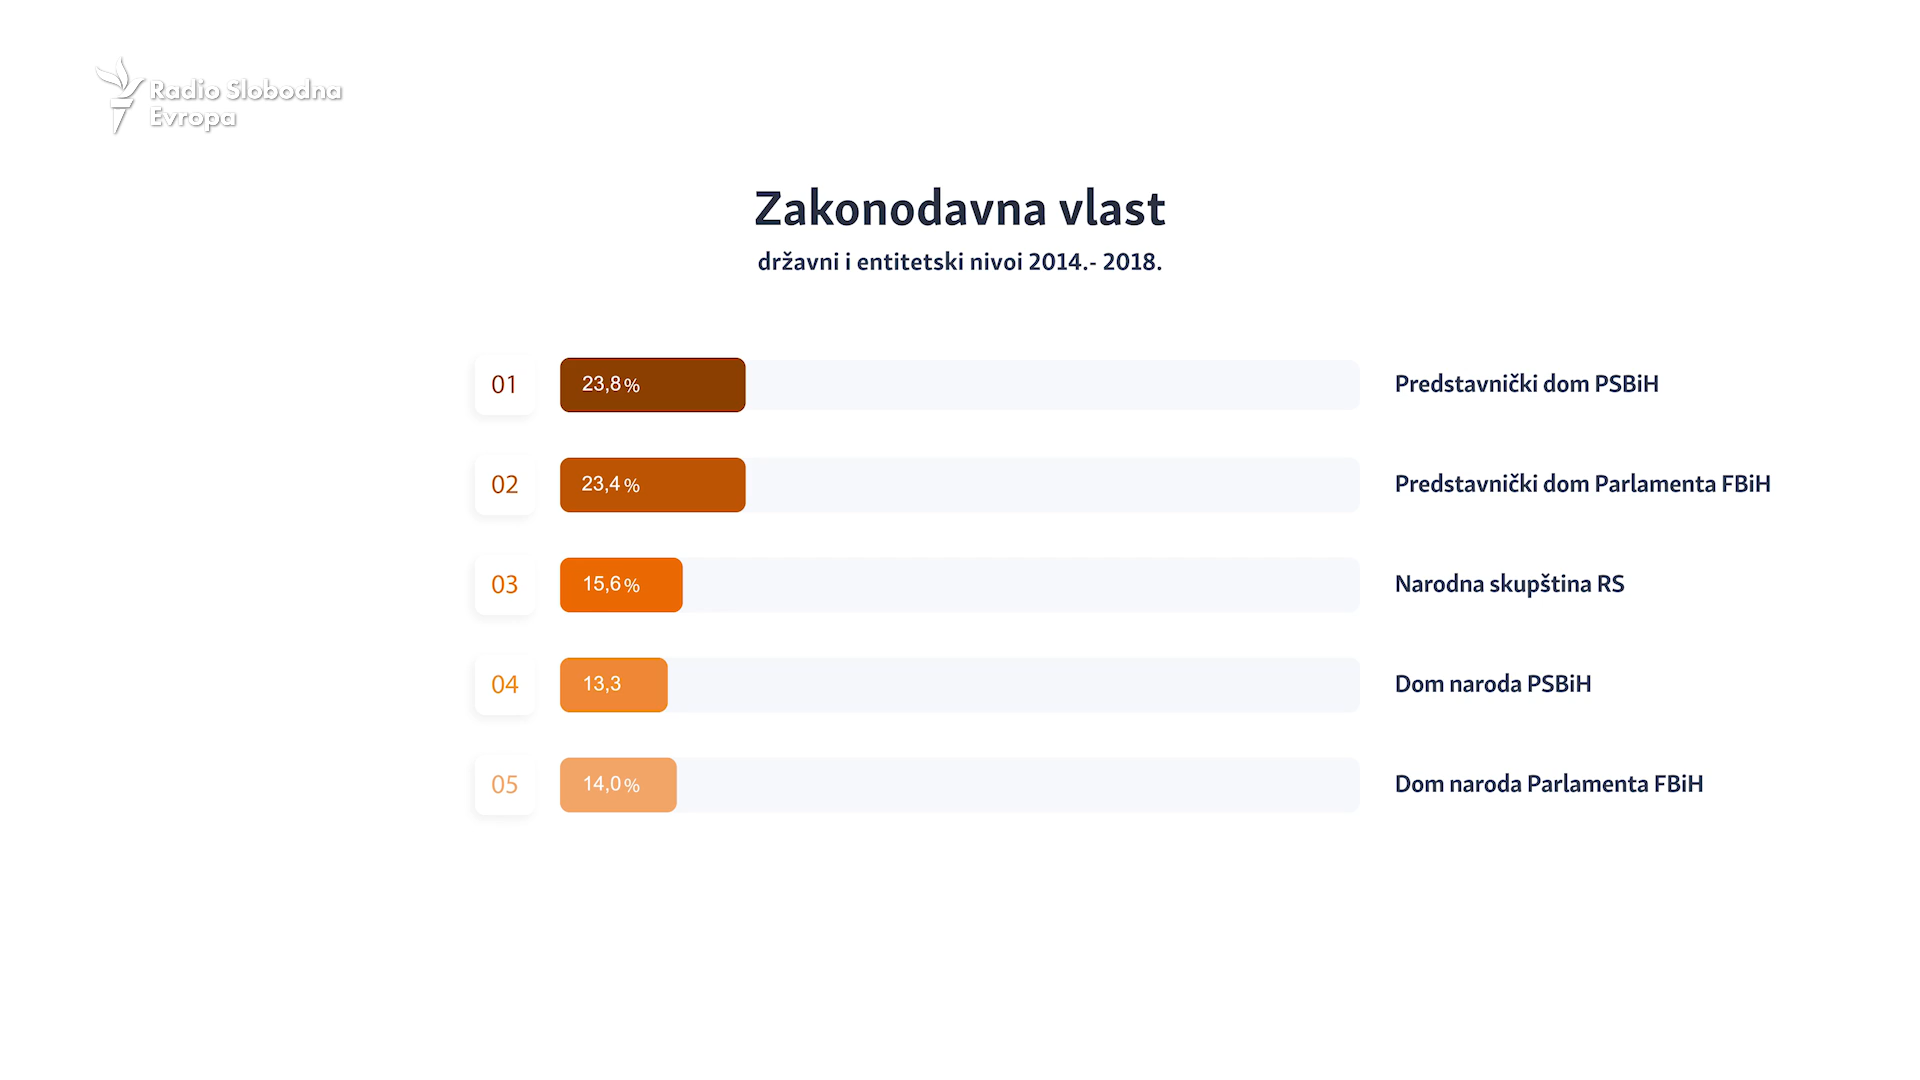 Radio Slobodna
Evropa
Zakonodavna vlast
državni i entitetski nivoi 2014.- 2018.
01 23,8% Predstavnički dom PSBiH
02 23,4% Predstavnički dom Parlamenta FBiH
03 15,6% Narodna skupština RS
04 13,3 Dom naroda PSBiH
05 14,0% Dom naroda Parlamenta FBiH